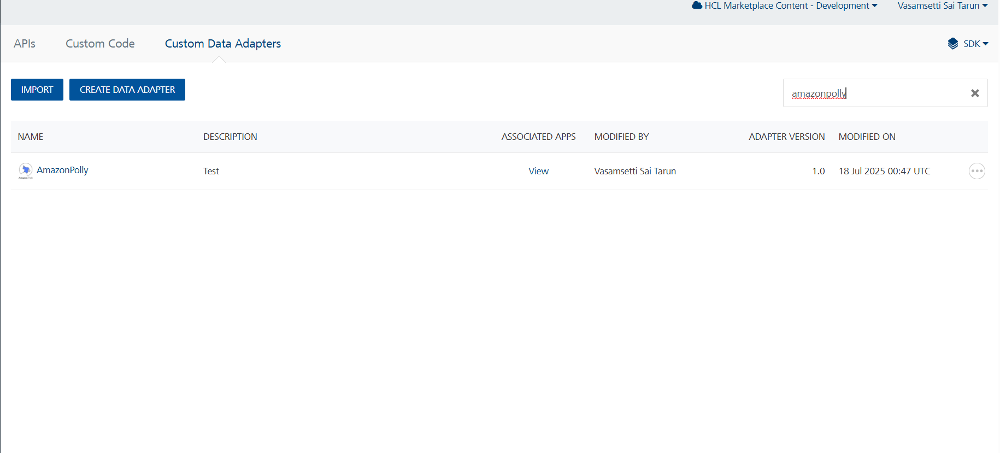 HCL Marketplace Content - Development Vasamsetti Sai Tarun
APIs Custom Code Custom Data Adapters SDK
IMPORT CREATE DATA ADAPTER amazonpolly
NAME DESCRIPTION ASSOCIATED APPS MODIFIED BY ADAPTER VERSION MODIFIED ON
AmazonPolly Test View Vasamsetti Sai Tarun 1.0 18 Jul 2025 00:47 UTC
Amazon Polly